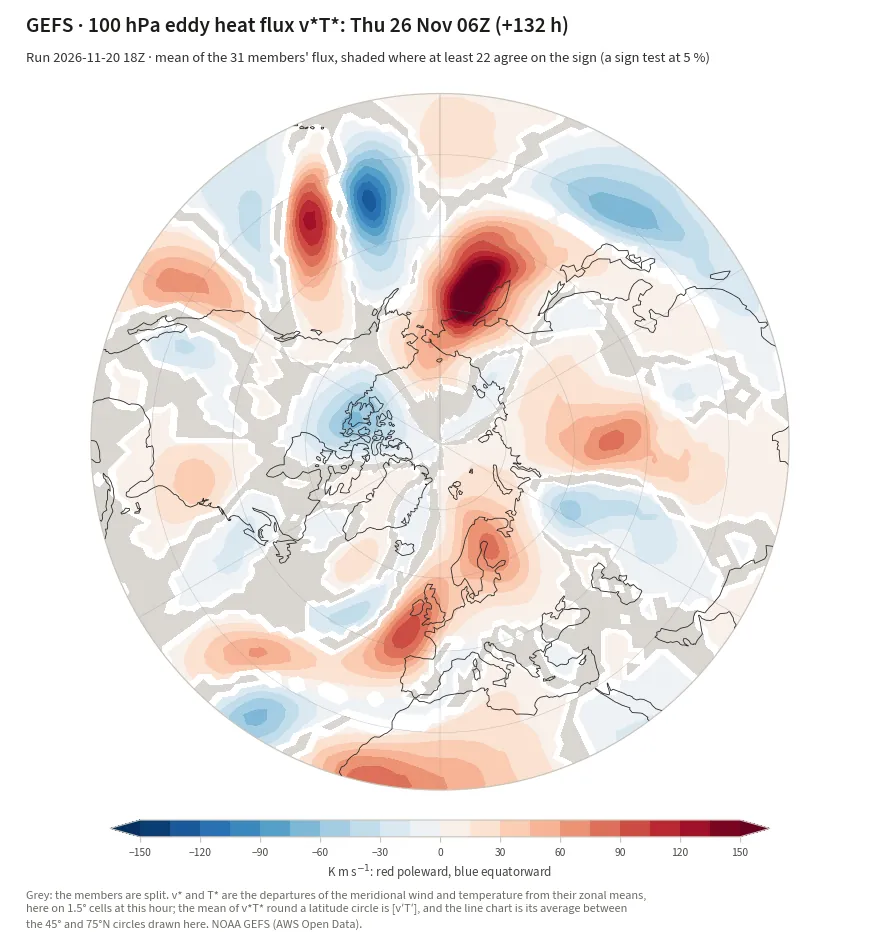 GEFS · 100 hPa eddy heat flux v*T*: Thu 26 Nov 06Z (+132 h)
Run 2026-11-20 18Z · mean of the 31 members' flux, shaded where at least 22 agree on the sign (a sign test at 5 %)
−150 −120 −90 −60 −30 0 30 60 90 120 150
K m s⁻¹: red poleward, blue equatorward
Grey: the members are split. v* and T* are the departures of the meridional wind and temperature from their zonal means,
here on 1.5° cells at this hour; the mean of v*T* round a latitude circle is [v'T'], and the line chart is its average between
the 45° and 75°N circles drawn here. NOAA GEFS (AWS Open Data).